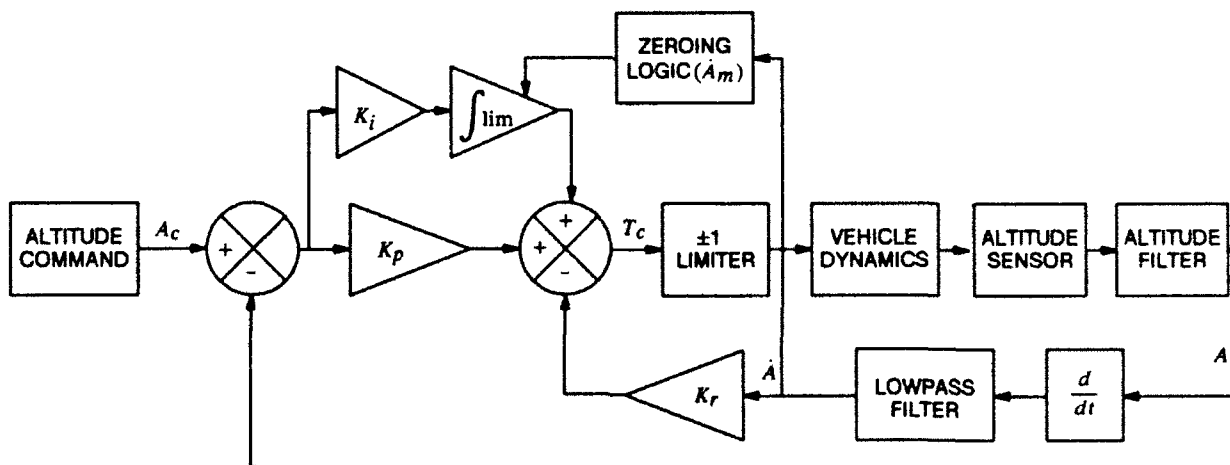 ZEROING
LOGIC (Ȧm)
Ki
∫ lim
ALTITUDE
COMMAND
Ac
+
-
Kp
+
+
-
Tc
±1
LIMITER
VEHICLE
DYNAMICS
ALTITUDE
SENSOR
ALTITUDE
FILTER
Kr
Ȧ
LOWPASS
FILTER
d
dt
A